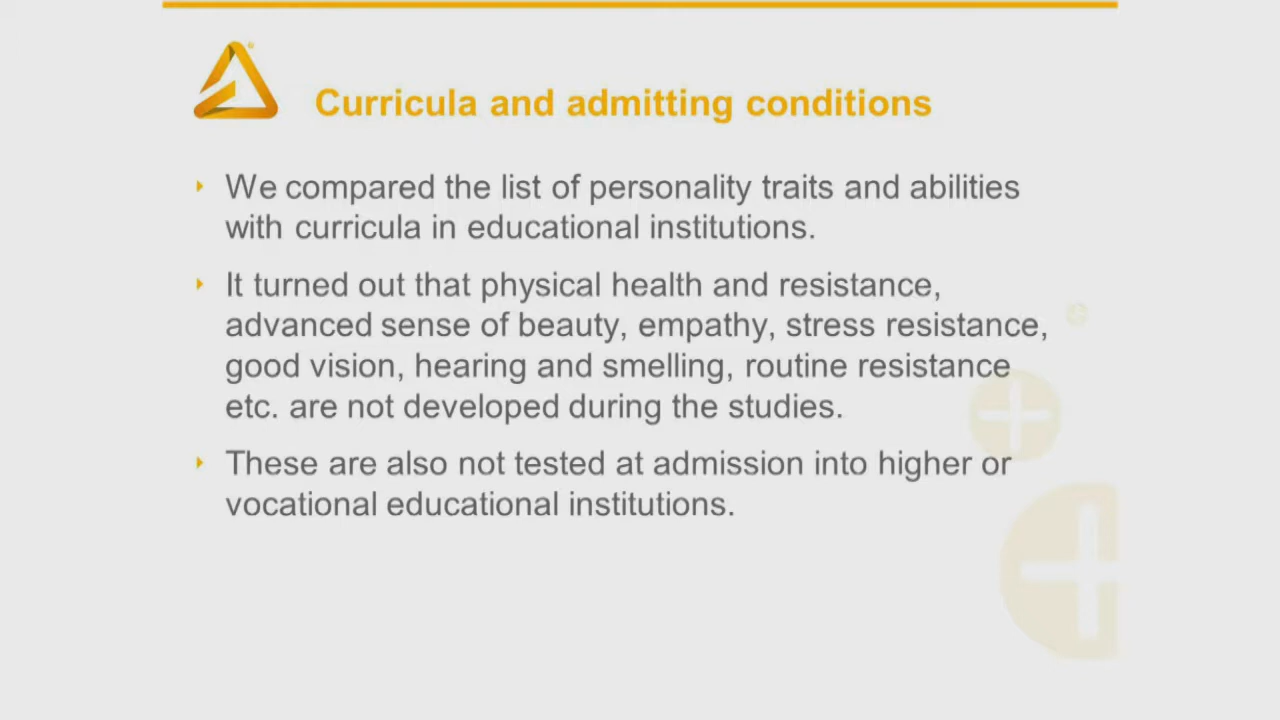 Curricula and admitting conditions
We compared the list of personality traits and abilities
with curricula in educational institutions.
It turned out that physical health and resistance,
advanced sense of beauty, empathy, stress resistance,
good vision, hearing and smelling, routine resistance
etc. are not developed during the studies.
These are also not tested at admission into higher or
vocational educational institutions.